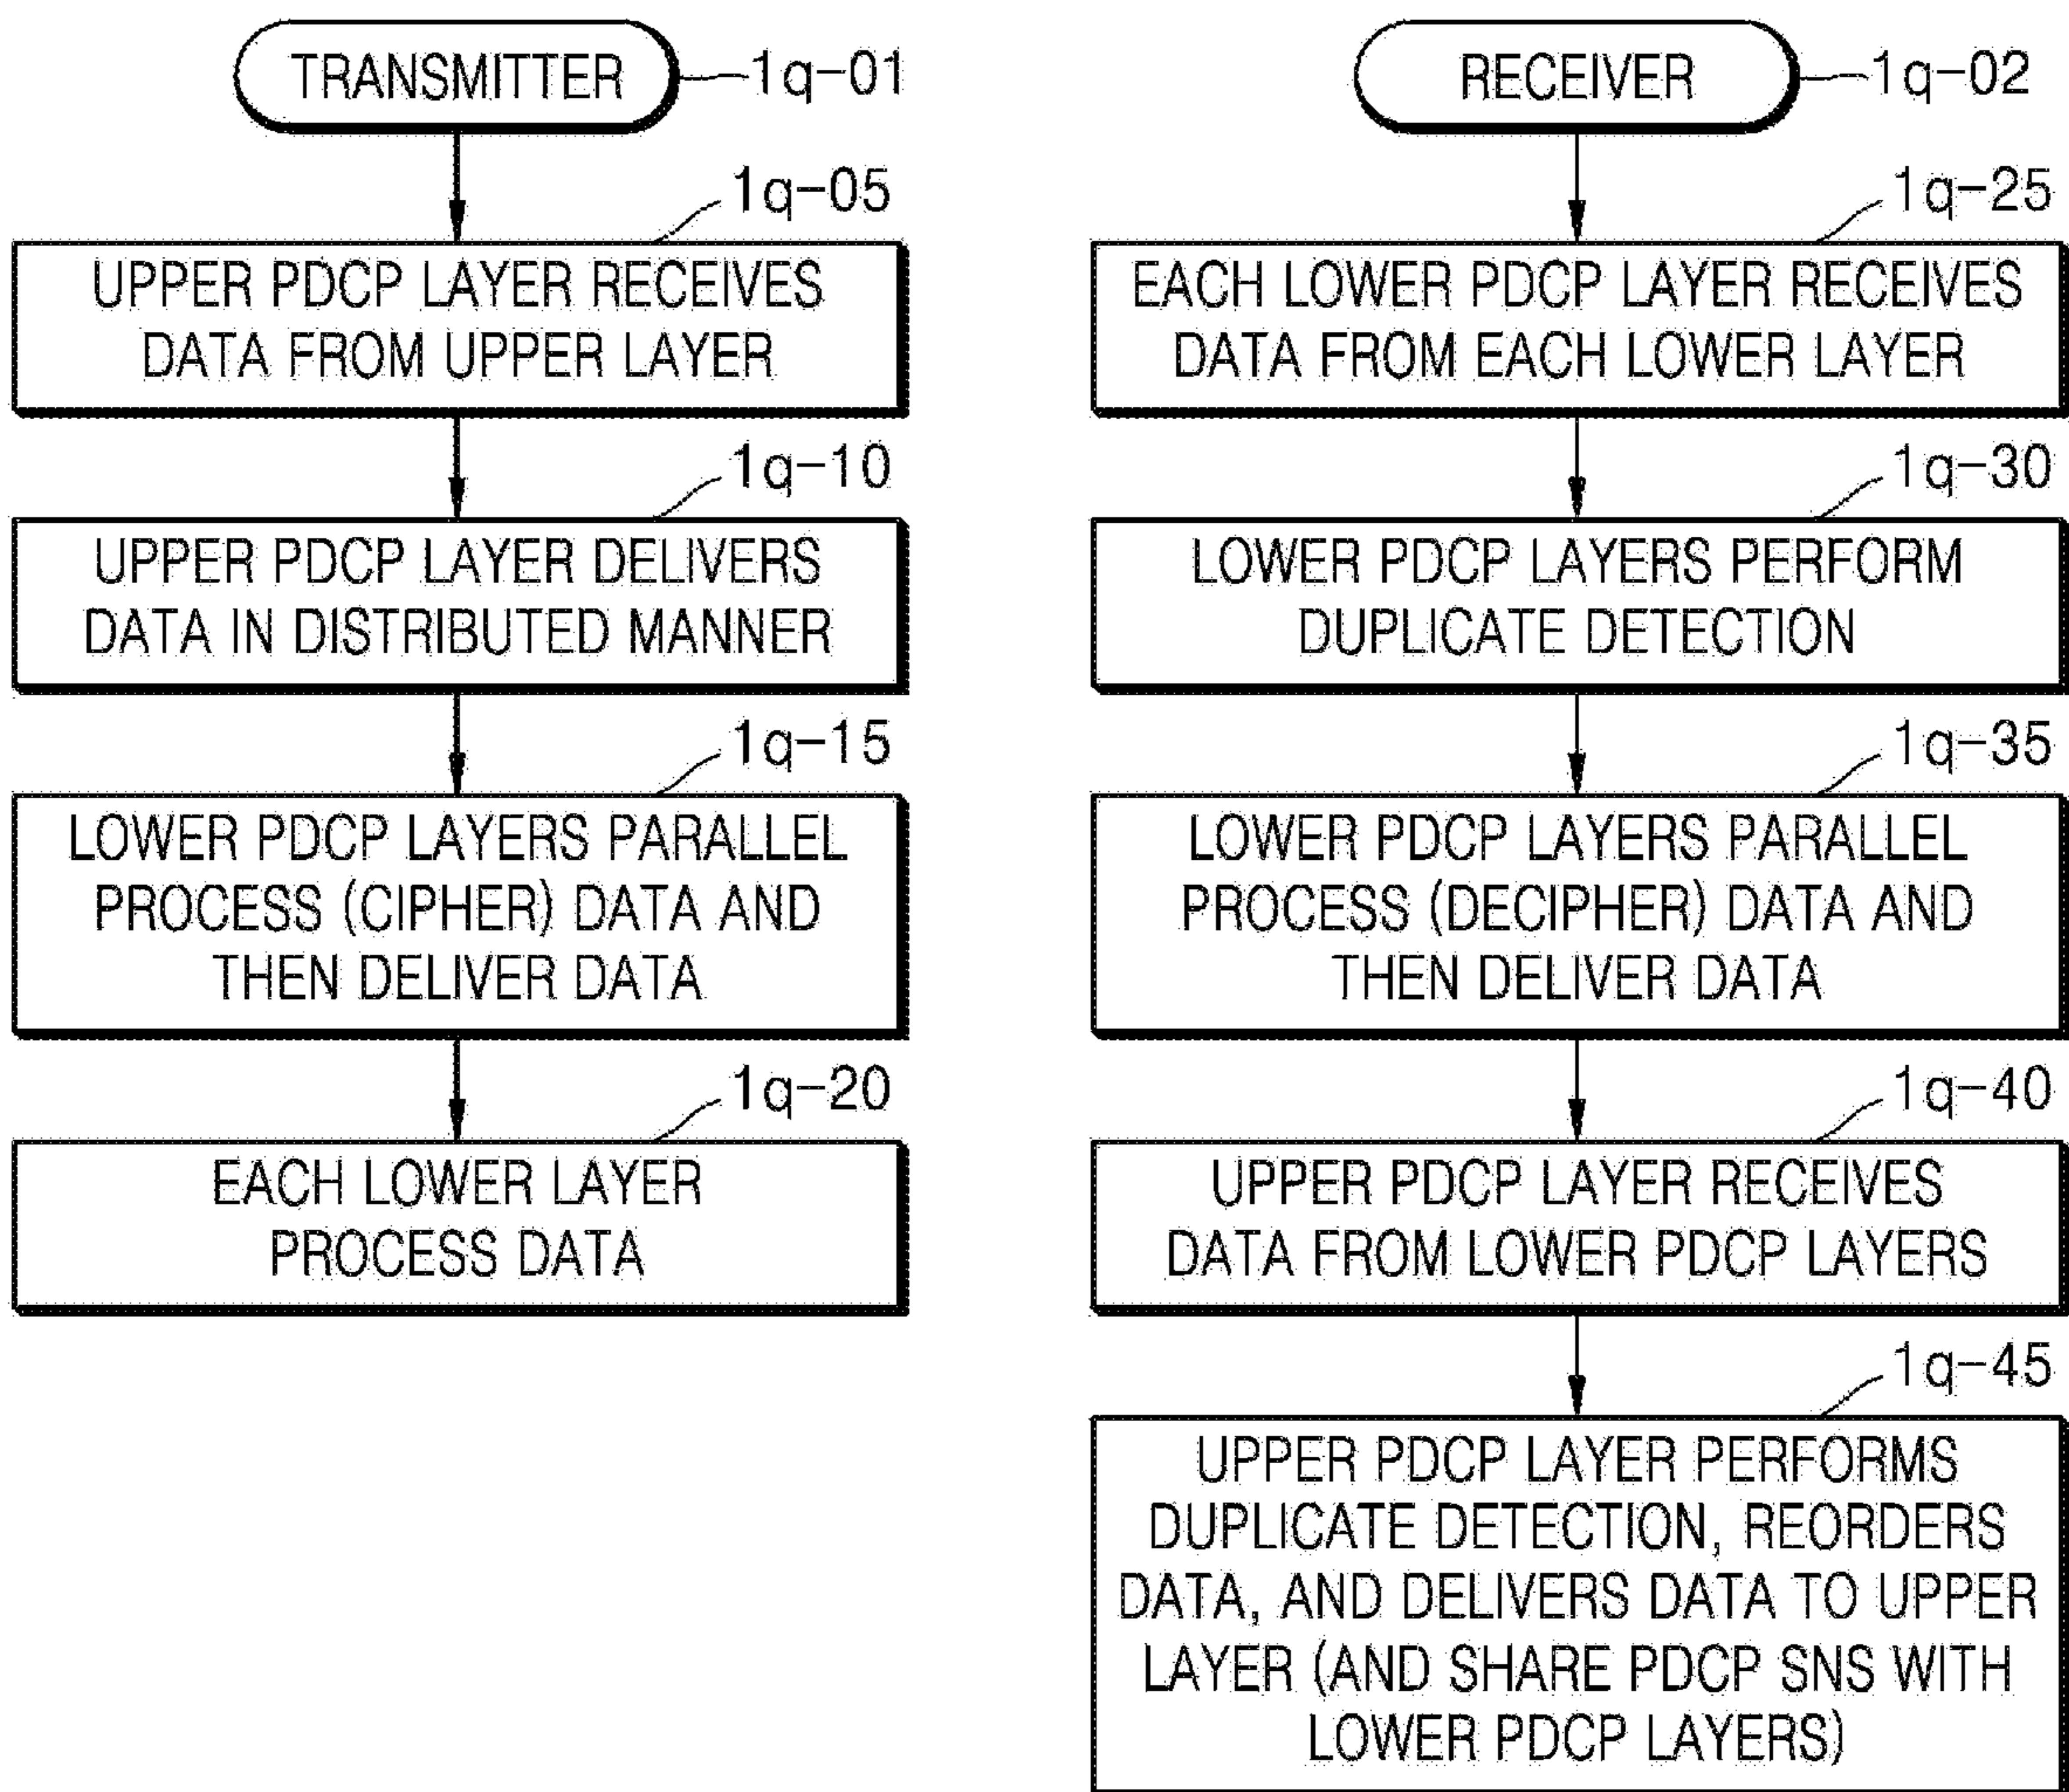 TRANSMITTER
1q-01
1q-05
UPPER PDCP LAYER RECEIVES
DATA FROM UPPER LAYER
1q-10
UPPER PDCP LAYER DELIVERS
DATA IN DISTRIBUTED MANNER
1q-15
LOWER PDCP LAYERS PARALLEL
PROCESS (CIPHER) DATA AND
THEN DELIVER DATA
1q-20
EACH LOWER LAYER
PROCESS DATA
RECEIVER
1q-02
1q-25
EACH LOWER PDCP LAYER RECEIVES
DATA FROM EACH LOWER LAYER
1q-30
LOWER PDCP LAYERS PERFORM
DUPLICATE DETECTION
1q-35
LOWER PDCP LAYERS PARALLEL
PROCESS (DECIPHER) DATA AND
THEN DELIVER DATA
1q-40
UPPER PDCP LAYER RECEIVES
DATA FROM LOWER PDCP LAYERS
1q-45
UPPER PDCP LAYER PERFORMS
DUPLICATE DETECTION, REORDERS
DATA, AND DELIVERS DATA TO UPPER
LAYER (AND SHARE PDCP SNS WITH
LOWER PDCP LAYERS)